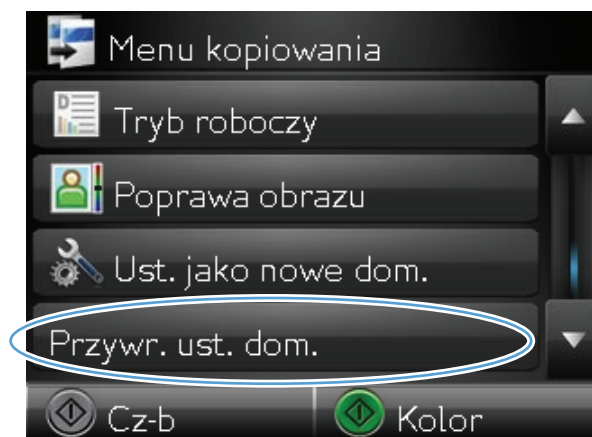 Menu kopiowania
Tryb roboczy
Poprawa obrazu
Ust. jako nowe dom.
Przywr. ust. dom.
Cz-b Kolor